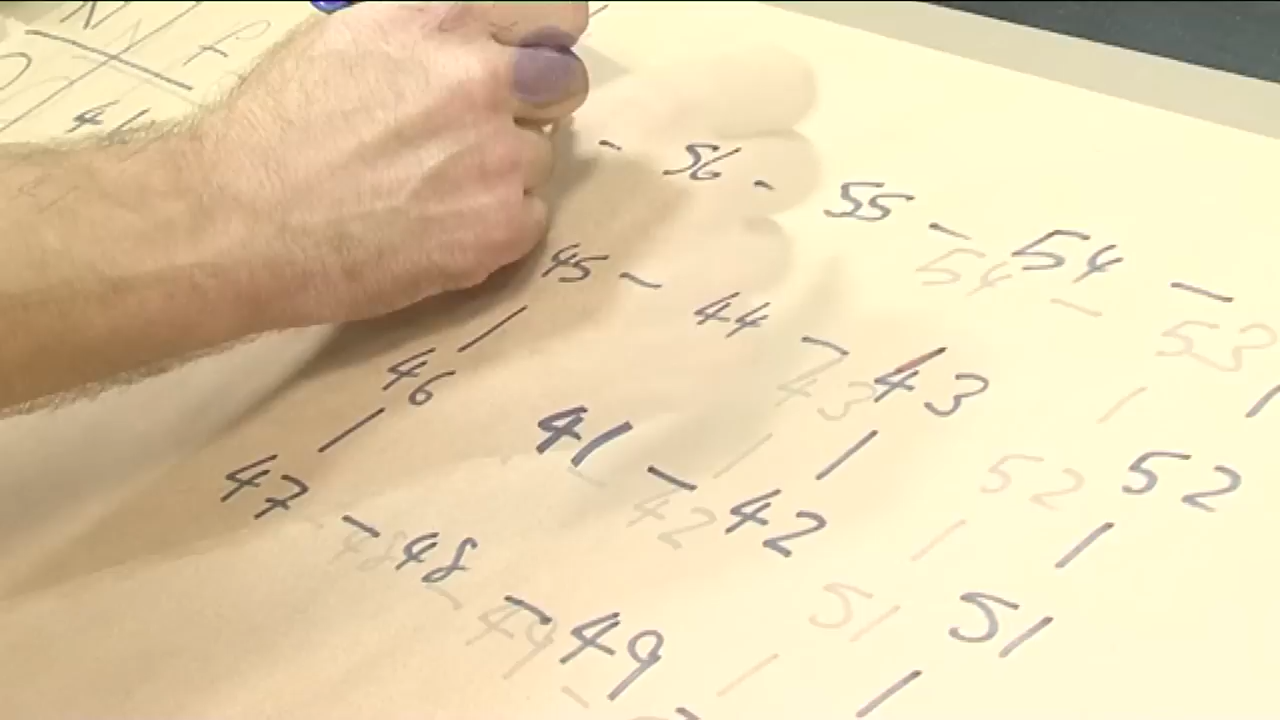 - 56 - 55 - 54 -
45 - 44 - 43
46 41 - 42 52
47 - 48 - 49 51